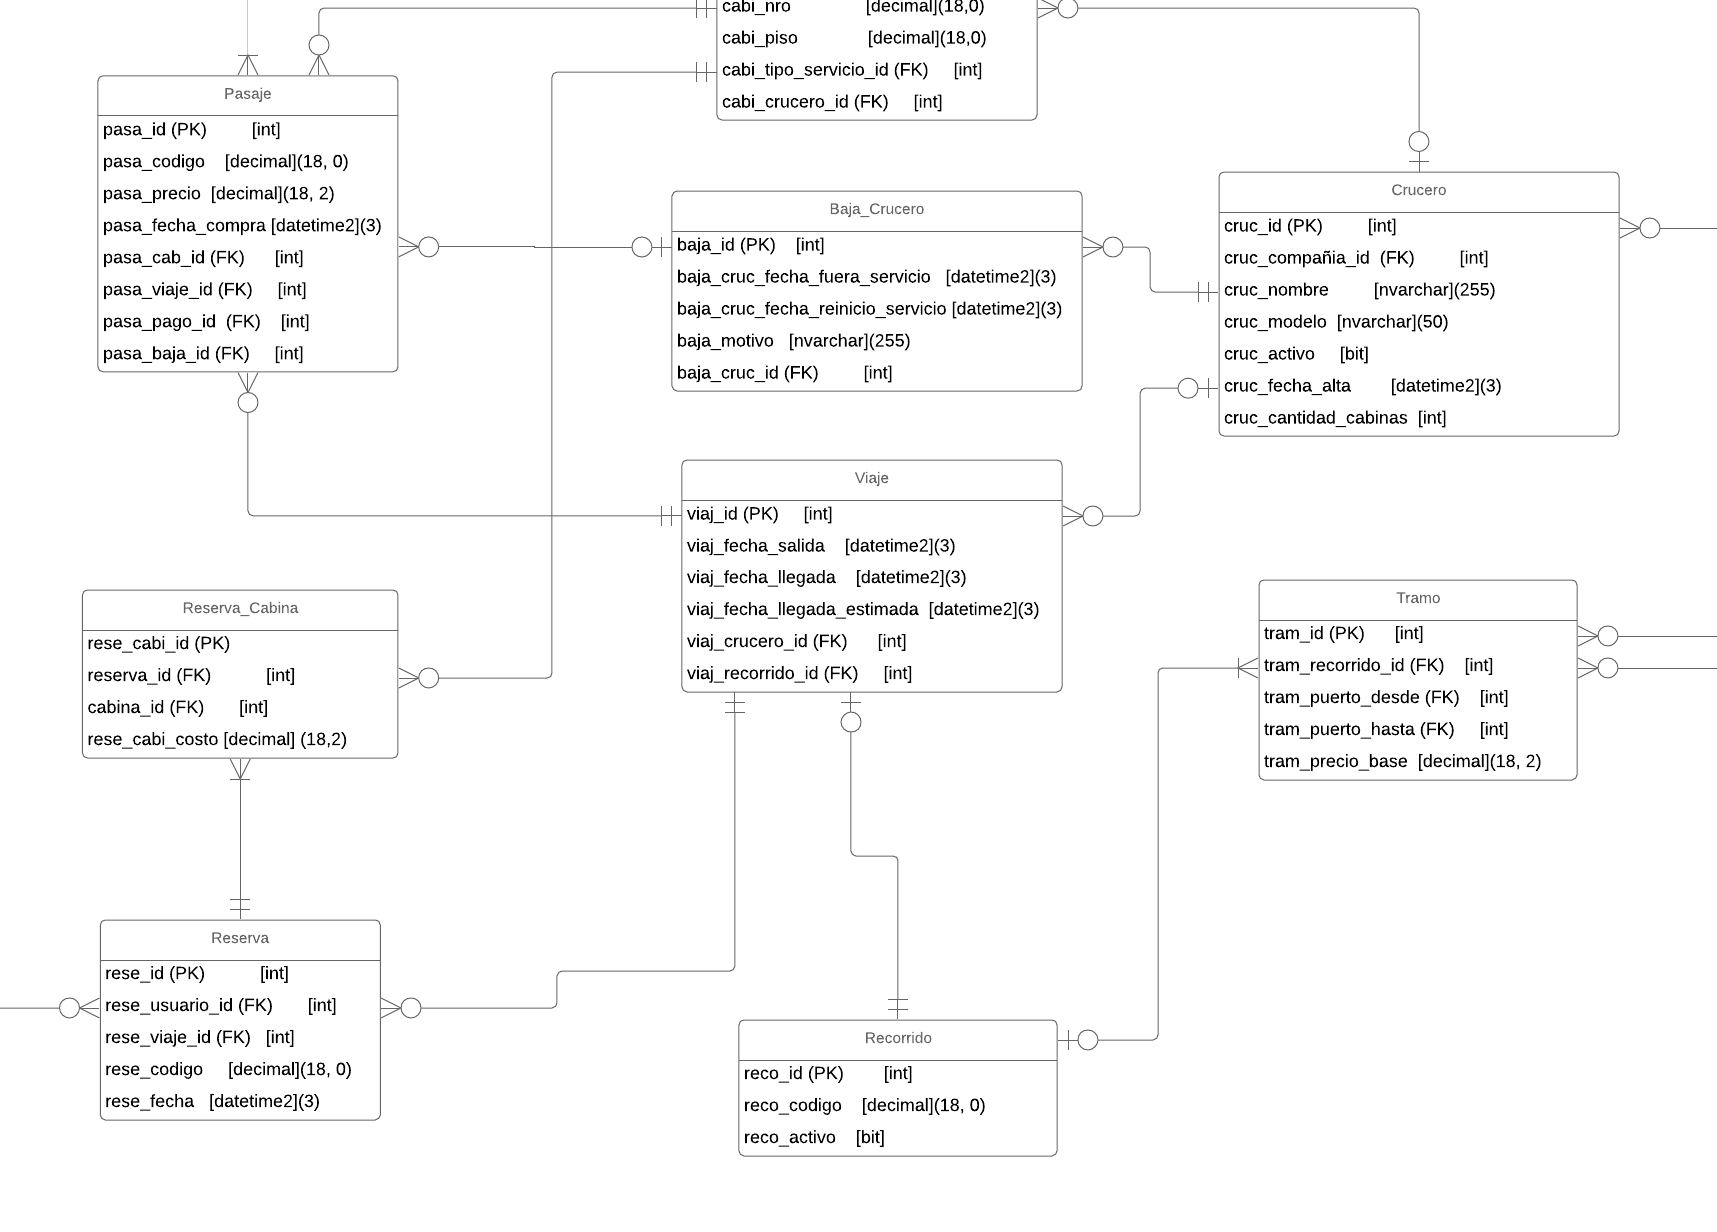 cabi_nro [decimal](18,0)
cabi_piso [decimal](18,0)
cabi_tipo_servicio_id (FK) [int]
cabi_crucero_id (FK) [int]
Pasaje
pasa_id (PK) [int]
pasa_codigo [decimal](18, 0)
pasa_precio [decimal](18, 2)
pasa_fecha_compra [datetime2](3)
pasa_cab_id (FK) [int]
pasa_viaje_id (FK) [int]
pasa_pago_id (FK) [int]
pasa_baja_id (FK) [int]
Baja_Crucero
baja_id (PK) [int]
baja_cruc_fecha_fuera_servicio [datetime2](3)
baja_cruc_fecha_reinicio_servicio [datetime2](3)
baja_motivo [nvarchar](255)
baja_cruc_id (FK) [int]
Crucero
cruc_id (PK) [int]
cruc_compañia_id (FK) [int]
cruc_nombre [nvarchar](255)
cruc_modelo [nvarchar](50)
cruc_activo [bit]
cruc_fecha_alta [datetime2](3)
cruc_cantidad_cabinas [int]
Viaje
viaj_id (PK) [int]
viaj_fecha_salida [datetime2](3)
viaj_fecha_llegada [datetime2](3)
viaj_fecha_llegada_estimada [datetime2](3)
viaj_crucero_id (FK) [int]
viaj_recorrido_id (FK) [int]
Reserva_Cabina
rese_cabi_id (PK)
reserva_id (FK) [int]
cabina_id (FK) [int]
rese_cabi_costo [decimal] (18,2)
Tramo
tram_id (PK) [int]
tram_recorrido_id (FK) [int]
tram_puerto_desde (FK) [int]
tram_puerto_hasta (FK) [int]
tram_precio_base [decimal](18, 2)
Reserva
rese_id (PK) [int]
rese_usuario_id (FK) [int]
rese_viaje_id (FK) [int]
rese_codigo [decimal](18, 0)
rese_fecha [datetime2](3)
Recorrido
reco_id (PK) [int]
reco_codigo [decimal](18, 0)
reco_activo [bit]